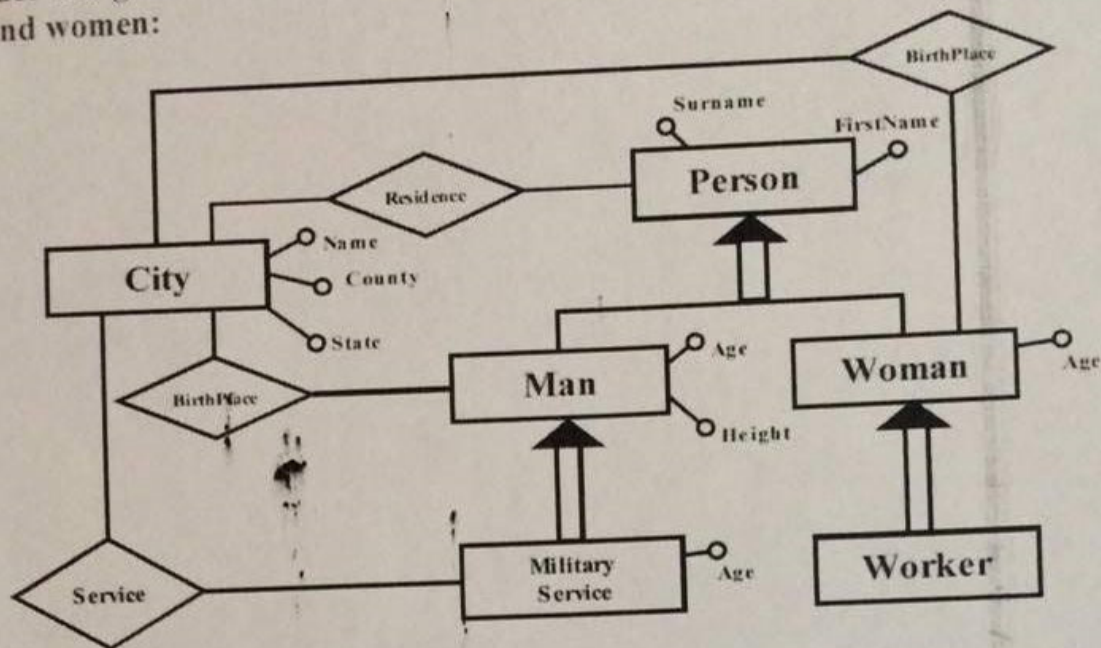 nd women:
BirthPlace
Surname
FirstName
Person
Residence
City
Name
County
State
Man
Age
Height
Woman
Age
BirthPlace
Military
Service
Age
Worker
Service